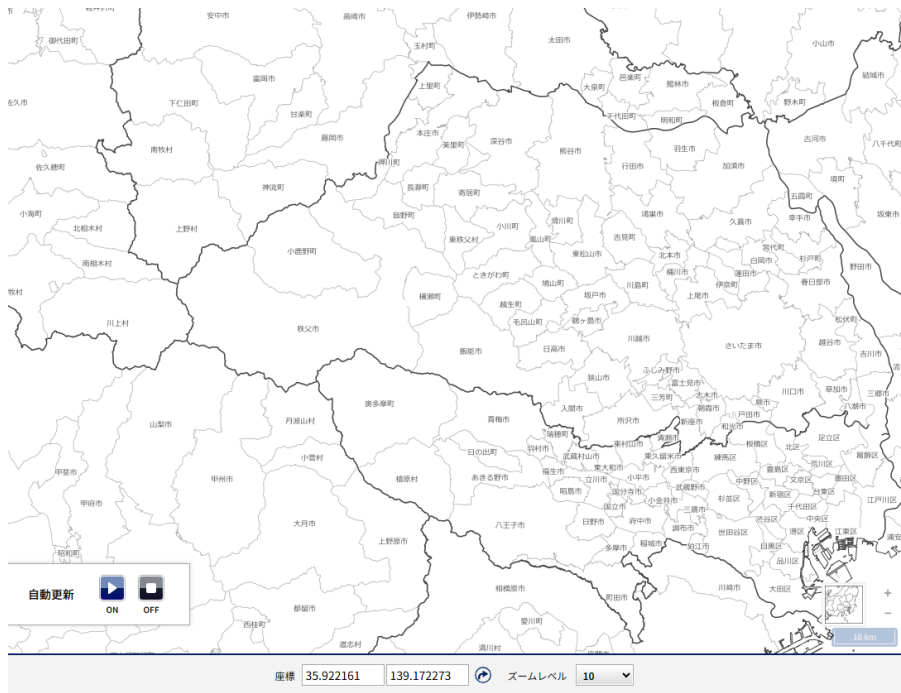 安中市
高崎市
伊勢崎市
御代田町
玉村町
太田市
小山市
富岡市
上里町
大泉町
邑楽町
館林市
結城市
下仁田町
甘楽町
板倉町
野木町
千代田町
明和町
南牧村
藤岡市
本庄市
美里町
深谷市
熊谷市
羽生市
古河市
八千代町
佐久穂町
神川町
行田市
加須市
神流町
長瀞町
寄居町
境町
五霞町
小海町
皆野町
滑川町
鴻巣市
久喜市
幸手市
坂東市
北相木村
上野村
小川町
嵐山町
吉見町
東秩父村
小鹿野町
東松山市
北本市
宮代町
白岡市
杉戸町
野田市
南相木村
ときがわ町
桶川市
蓮田市
鳩山町
川島町
伊奈町
春日部市
横瀬町
坂戸市
上尾市
越生町
川上村
毛呂山町
鶴ヶ島市
松伏町
秩父市
川越市
さいたま市
越谷市
飯能市
日高市
吉川市
狭山市
ふじみ野市
富士見市
三芳町
志木市
川口市
草加市
三郷市
奥多摩町
入間市
朝霞市
蕨市
八潮市
戸田市
山梨市
丹波山村
青梅市
所沢市
新座市
和光市
瑞穂町
清瀬市
足立区
東村山市
板橋区
北区
羽村市
日の出町
武蔵村山市
東久留米市
練馬区
葛飾区
小菅村
東大和市
西東京市
豊島区
荒川区
甲斐市
甲州市
檜原村
あきる野市
福生市
立川市
小平市
中野区
文京区
墨田区
昭島市
国分寺市
武蔵野市
新宿区
台東区
甲府市
国立市
小金井市
三鷹市
杉並区
千代田区
江戸川区
大月市
八王子市
日野市
府中市
調布市
渋谷区
中央区
世田谷区
港区
江東区
上野原市
多摩市
稲城市
狛江市
目黒区
昭和町
品川区
相模原市
町田市
川崎市
大田区
自動更新
ON
OFF
都留市
愛川町
西桂町
道志村
清川村
+
−
10 km
座標 35.922161 139.172273 ズームレベル 10